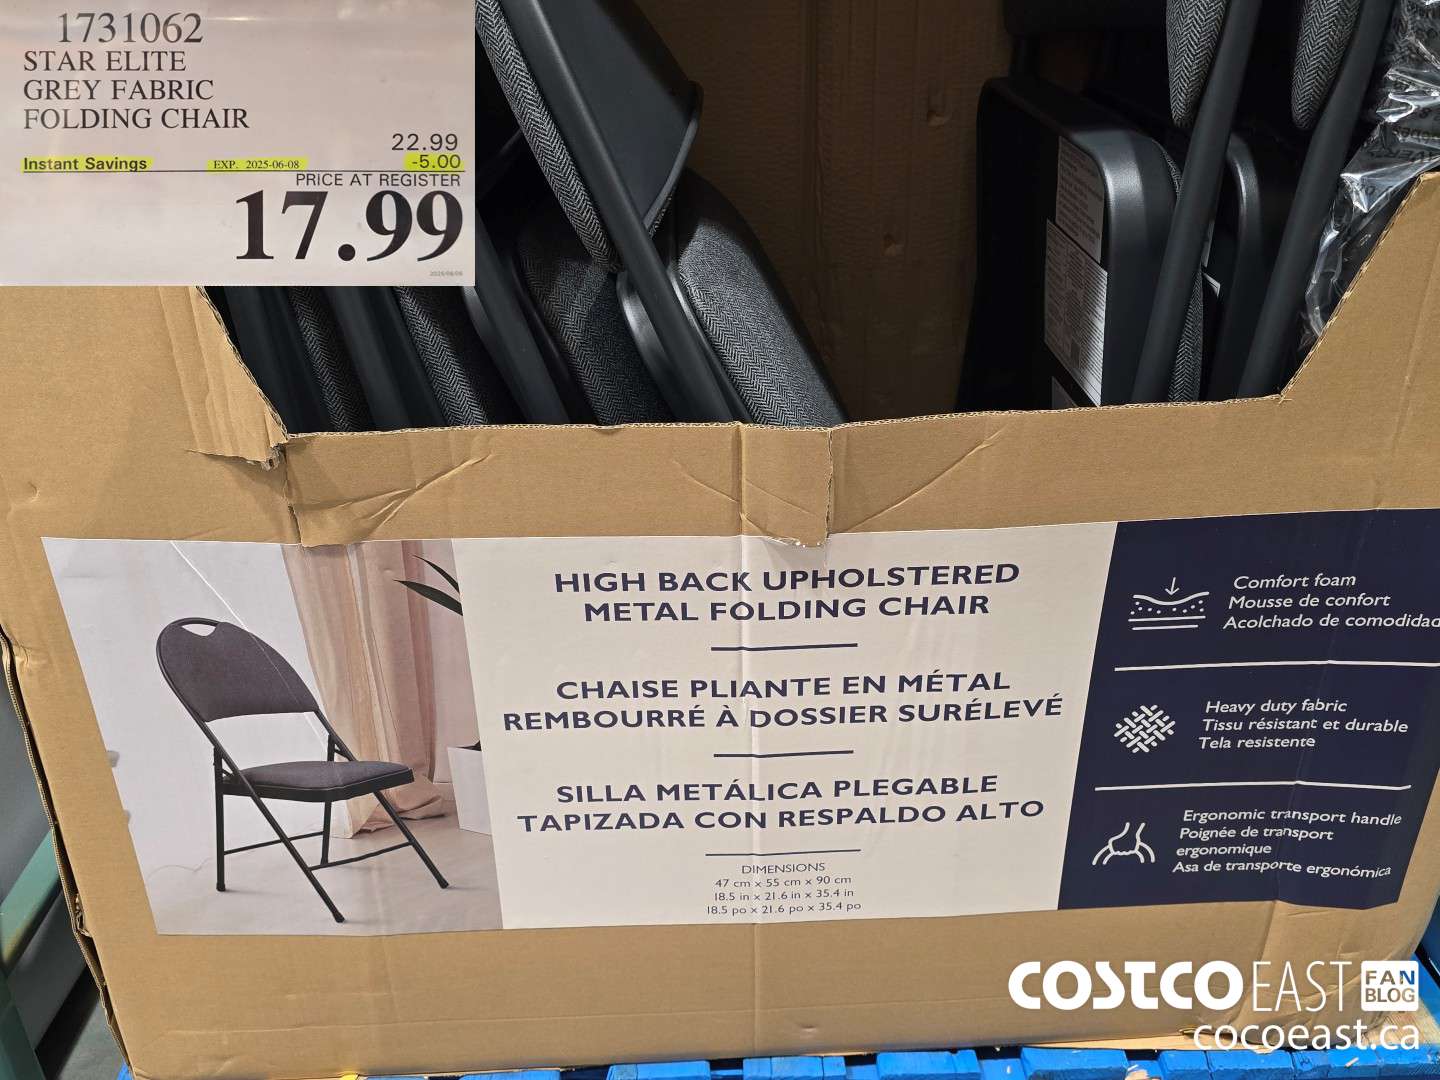 1731062
STAR ELITE
GREY FABRIC
FOLDING CHAIR
22.99
Instant Savings EXP. 2025-06-08 -5.00
PRICE AT REGISTER
17.99
HIGH BACK UPHOLSTERED
METAL FOLDING CHAIR
CHAISE PLIANTE EN MÉTAL
REMBOURRÉ À DOSSIER SURÉLEVÉ
SILLA METÁLICA PLEGABLE
TAPIZADA CON RESPALDO ALTO
DIMENSIONS
47 cm x 55 cm x 90 cm
18.5 in x 21.6 in x 35.4 in
18.5 po x 21.6 po x 35.4 po
Comfort foam
Mousse de confort
Acolchado de comodidad
Heavy duty fabric
Tissu résistant et durable
Tela resistente
Ergonomic transport handle
Poignée de transport
ergonomique
Asa de transporte ergonómica
COSTCO EAST FAN BLOG
cocoeast.ca